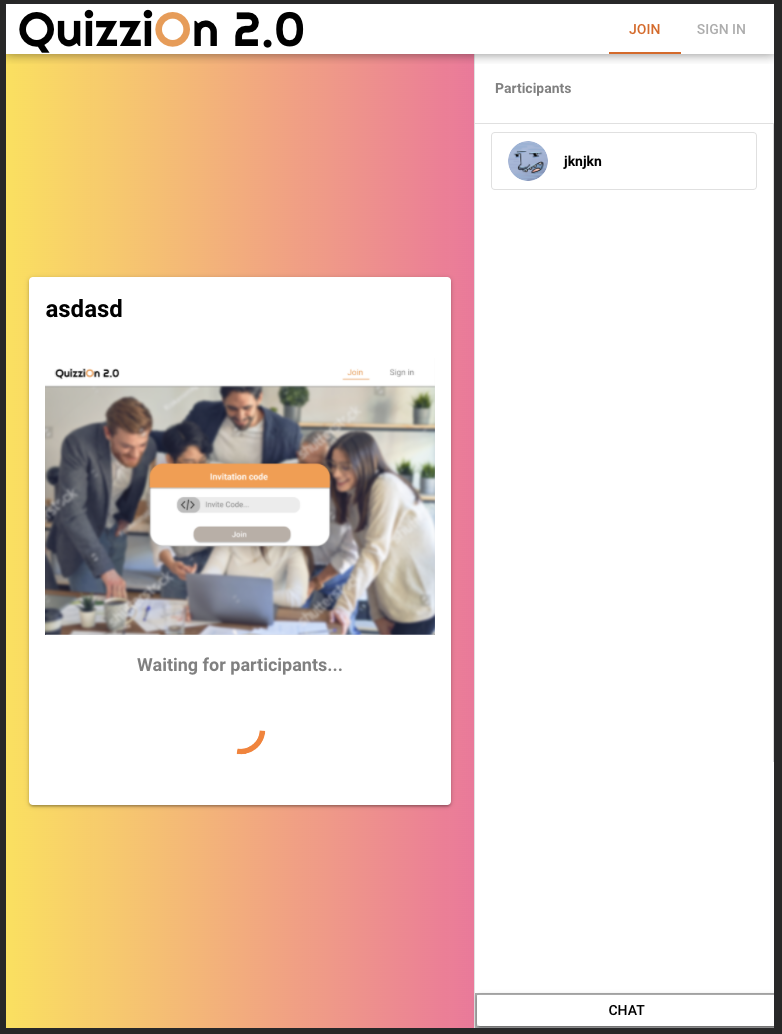 QuizziOn 2.0
JOIN
SIGN IN
Participants
jknjkn
asdasd
QuizziOn 2.0
Join
Sign in
Invitation code
</> Invite Code...
Join
Waiting for participants...
CHAT